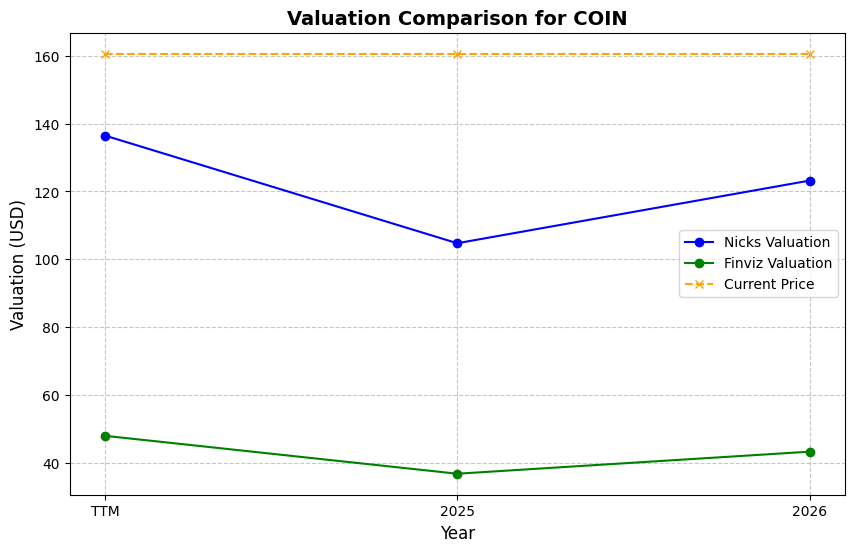 Valuation Comparison for COIN
Valuation (USD)
160
140
120
100
80
60
40
TTM
2025
2026
Year
Nicks Valuation
Finviz Valuation
Current Price